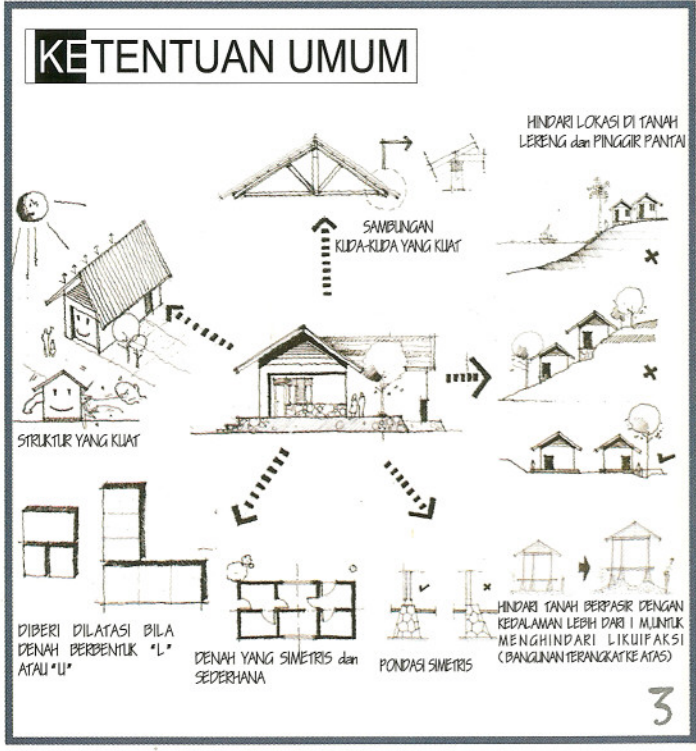 KETENTUAN UMUM
HINDARI LOKASI DI TANAH
LERENG dan PINGGIR PANTAI
SAMBUNGAN
KUDA-KUDA YANG KUAT
STRUKTUR YANG KUAT
DIBERI DILATASI BILA
DENAH BERBENTUK "L"
ATAU "U"
DENAH YANG SIMETRIS dan
SEDERHANA
PONDASI SIMETRIS
HINDARI TANAH BERPASIR DENGAN
KEDALAMAN LEBIH DARI 1 M,UNTUK
MENGHINDARI LIKUIFAKSI
(BANGUNAN TERANGKAT KE ATAS)
3